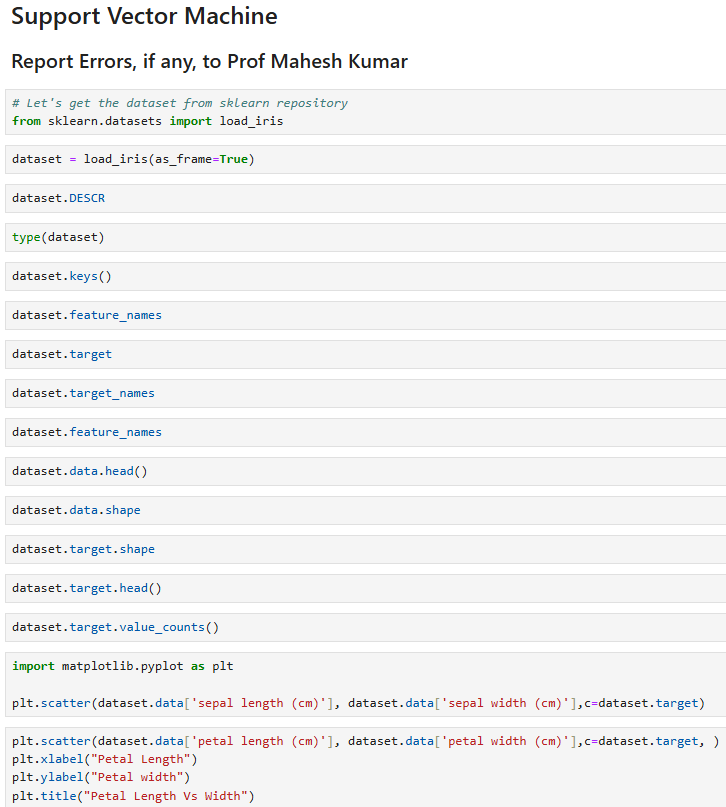 Support Vector Machine
Report Errors, if any, to Prof Mahesh Kumar
# Let's get the dataset from sklearn repository
from sklearn.datasets import load_iris
dataset = load_iris(as_frame=True)
dataset.DESCR
type(dataset)
dataset.keys()
dataset.feature_names
dataset.target
dataset.target_names
dataset.feature_names
dataset.data.head()
dataset.data.shape
dataset.target.shape
dataset.target.head()
dataset.target.value_counts()
import matplotlib.pyplot as plt
plt.scatter(dataset.data['sepal length (cm)'], dataset.data['sepal width (cm)'],c=dataset.target)
plt.scatter(dataset.data['petal length (cm)'], dataset.data['petal width (cm)'],c=dataset.target, )
plt.xlabel("Petal Length")
plt.ylabel("Petal width")
plt.title("Petal Length Vs Width")